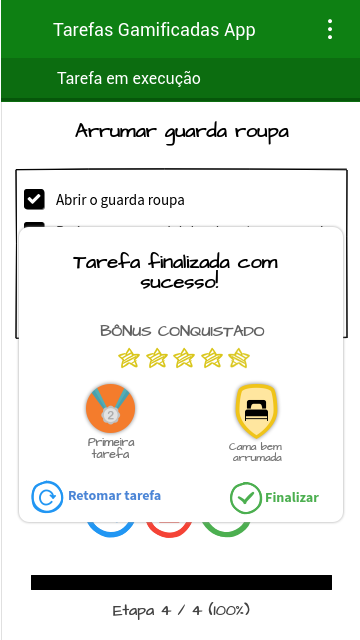 Tarefas Gamificadas App
Tarefa em execução
Arrumar guarda roupa
Abrir o guarda roupa
Tarefa finalizada com
sucesso!
BÔNUS CONQUISTADO
2
Primeira
tarefa
Cama bem
arrumada
Retomar tarefa
Finalizar
Etapa 4 / 4 (100%)